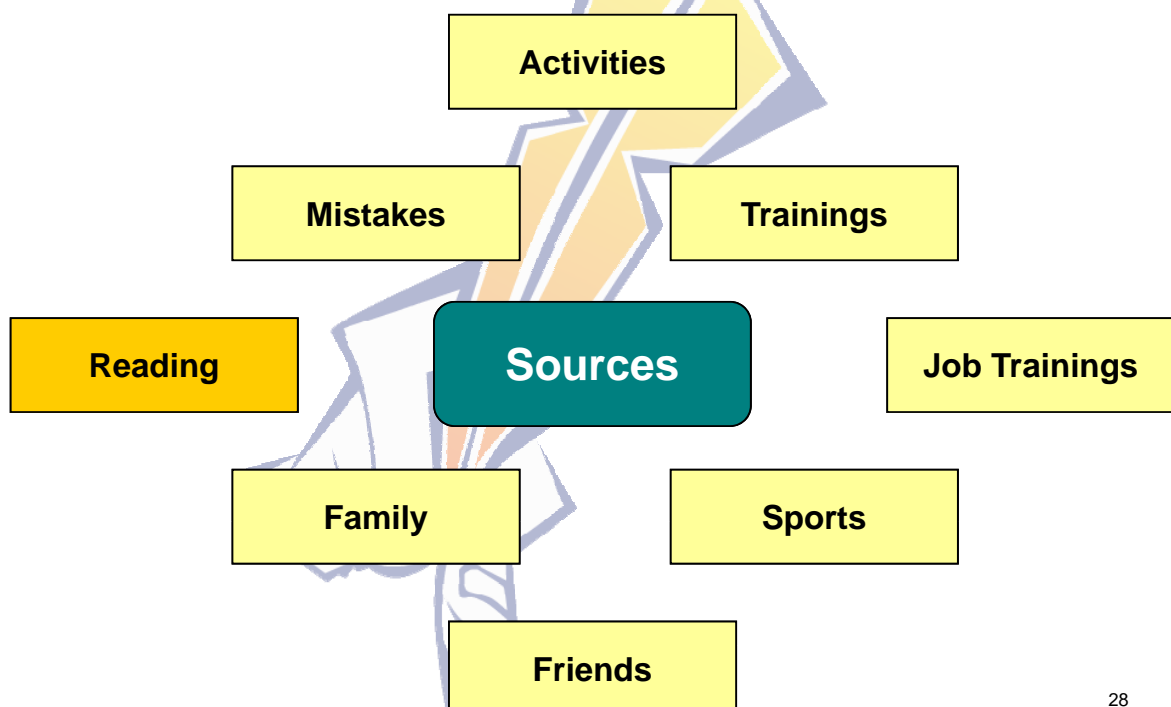 Activities
Mistakes
Trainings
Reading
Sources
Job Trainings
Family
Sports
Friends
28